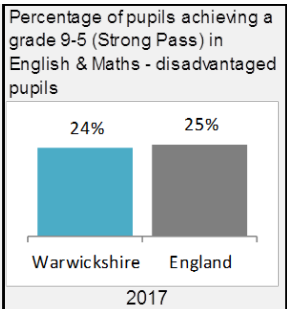 Percentage of pupils achieving a
grade 9-5 (Strong Pass) in
English & Maths - disadvantaged
pupils
24% 25%
Warwickshire England
2017